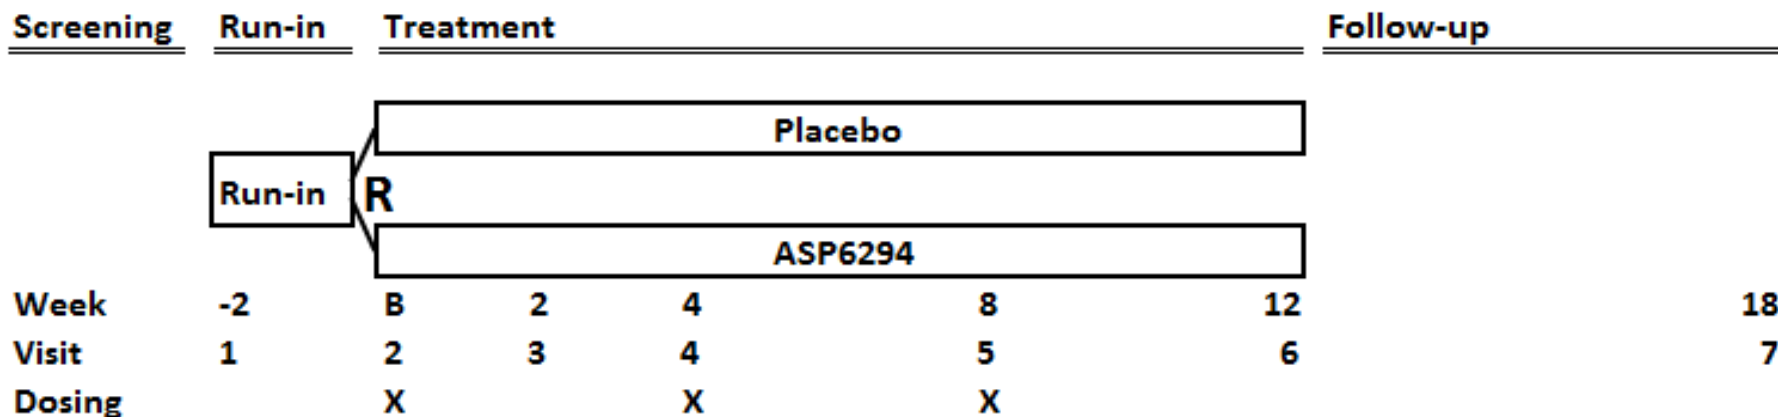 Screening Run-in Treatment Follow-up
Placebo
Run-in R
ASP6294
Week -2 B 2 4 8 12 18
Visit 1 2 3 4 5 6 7
Dosing X X X